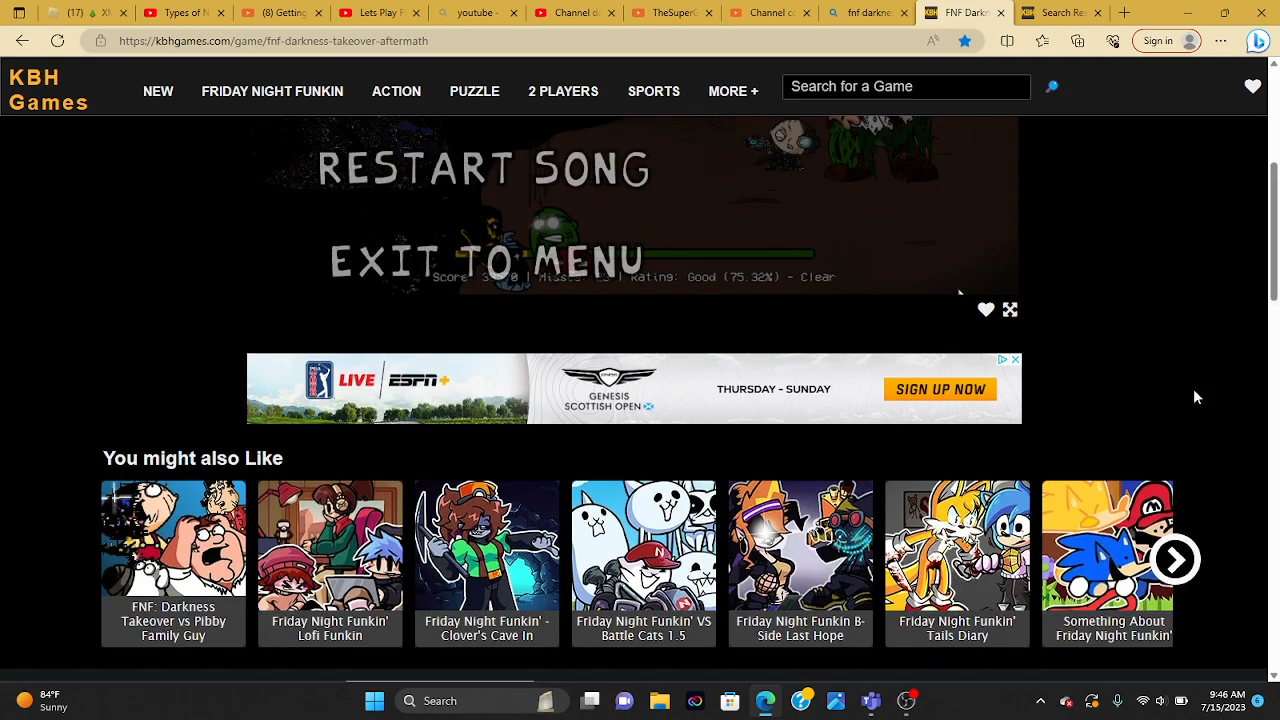 Types of N
(8) Getting
Lets Play F
youtube -
Channel d
TheSuperG
Channel co
fnf darkne
FNF Darkn
Search Res
https://kbhgames.com/game/fnf-darkness-takeover-aftermath
Sign in
KBH
Games
NEW
FRIDAY NIGHT FUNKIN
ACTION
PUZZLE
2 PLAYERS
SPORTS
MORE +
Search for a Game
RESTART SONG
EXIT TO MENU
Rating: Good (75.32%) - Clear
PGA TOUR LIVE ESPN+
GENESIS
SCOTTISH OPEN
THURSDAY - SUNDAY
SIGN UP NOW
You might also Like
FNF: Darkness
Takeover vs Pibby
Family Guy
Friday Night Funkin'
Lofi Funkin
Friday Night Funkin' -
Clover's Cave In
Friday Night Funkin' VS
Battle Cats 1.5
Friday Night Funkin B-
Side Last Hope
Friday Night Funkin'
Tails Diary
Something About
Friday Night Funkin'
84°F
Sunny
Search
9:46 AM
7/15/2023